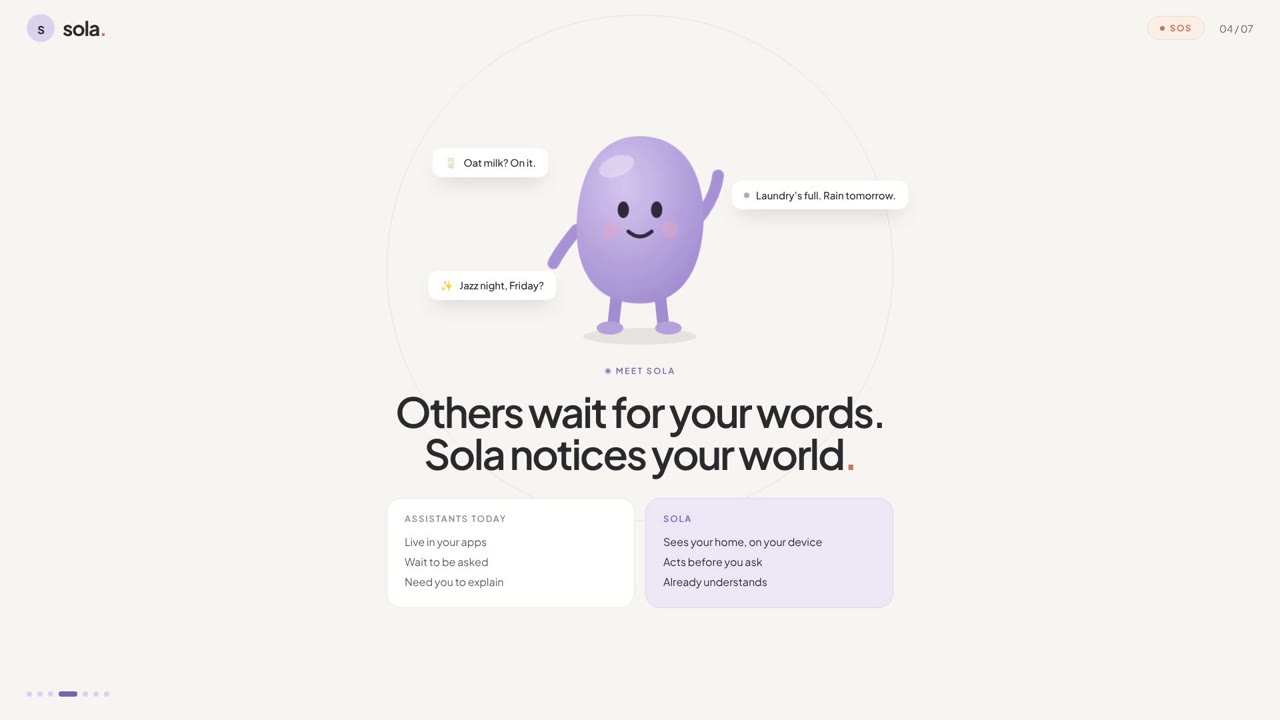 s sola.
SOS 04 / 07
Oat milk? On it.
Laundry's full. Rain tomorrow.
Jazz night, Friday?
MEET SOLA
Others wait for your words.
Sola notices your world.
ASSISTANTS TODAY
Live in your apps
Wait to be asked
Need you to explain
SOLA
Sees your home, on your device
Acts before you ask
Already understands